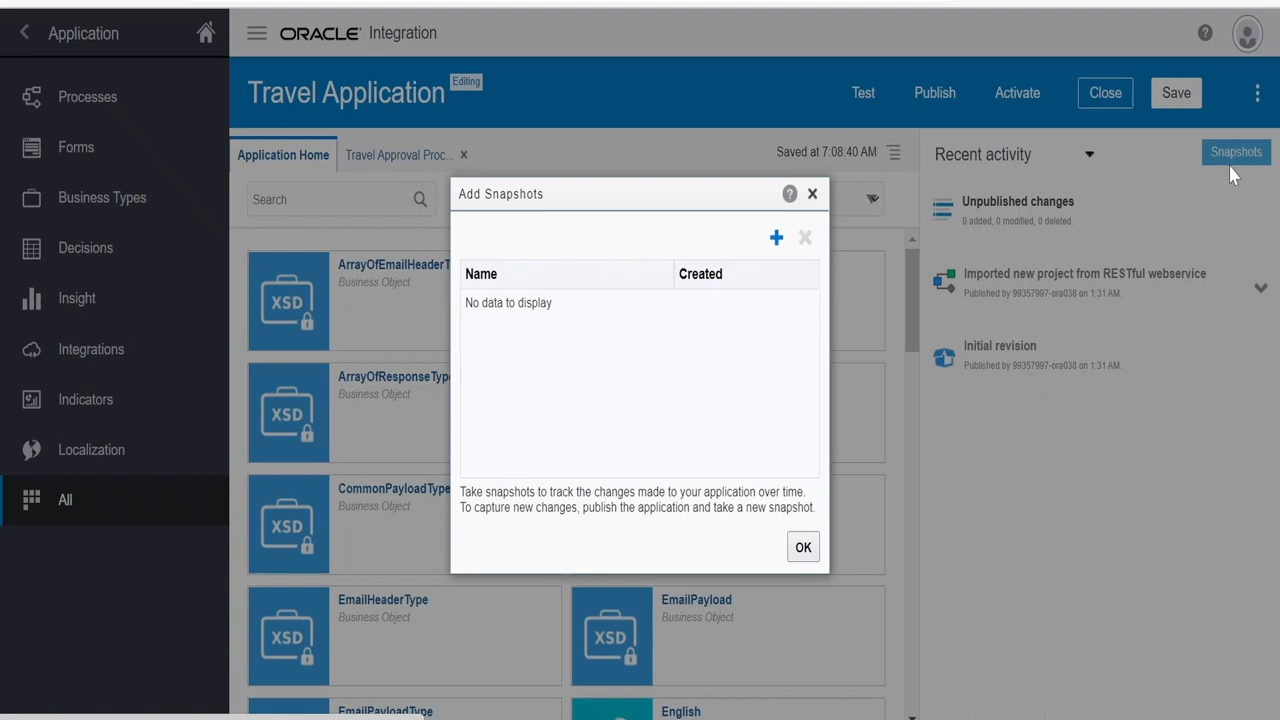 Application
ORACLE® Integration
Travel Application Editing
Test
Publish
Activate
Close
Save
Processes
Forms
Business Types
Decisions
Insight
Integrations
Indicators
Localization
All
Application Home
Travel Approval Proc...
Saved at 7:08:40 AM
Search
ArrayOfEmailHeaderT
Business Object
XSD
ArrayOfResponseType
Business Object
XSD
CommonPayloadType
Business Object
XSD
EmailHeaderType
Business Object
XSD
EmailPayload
Business Object
XSD
EmailPayloadType
English
Add Snapshots
Name
Created
No data to display
Take snapshots to track the changes made to your application over time.
To capture new changes, publish the application and take a new snapshot.
OK
Recent activity
Snapshots
Unpublished changes
0 added, 0 modified, 0 deleted.
Imported new project from RESTful webservice
Published by 99357997-ora038 on 1:31 AM.
Initial revision
Published by 99357997-ora038 on 1:31 AM.